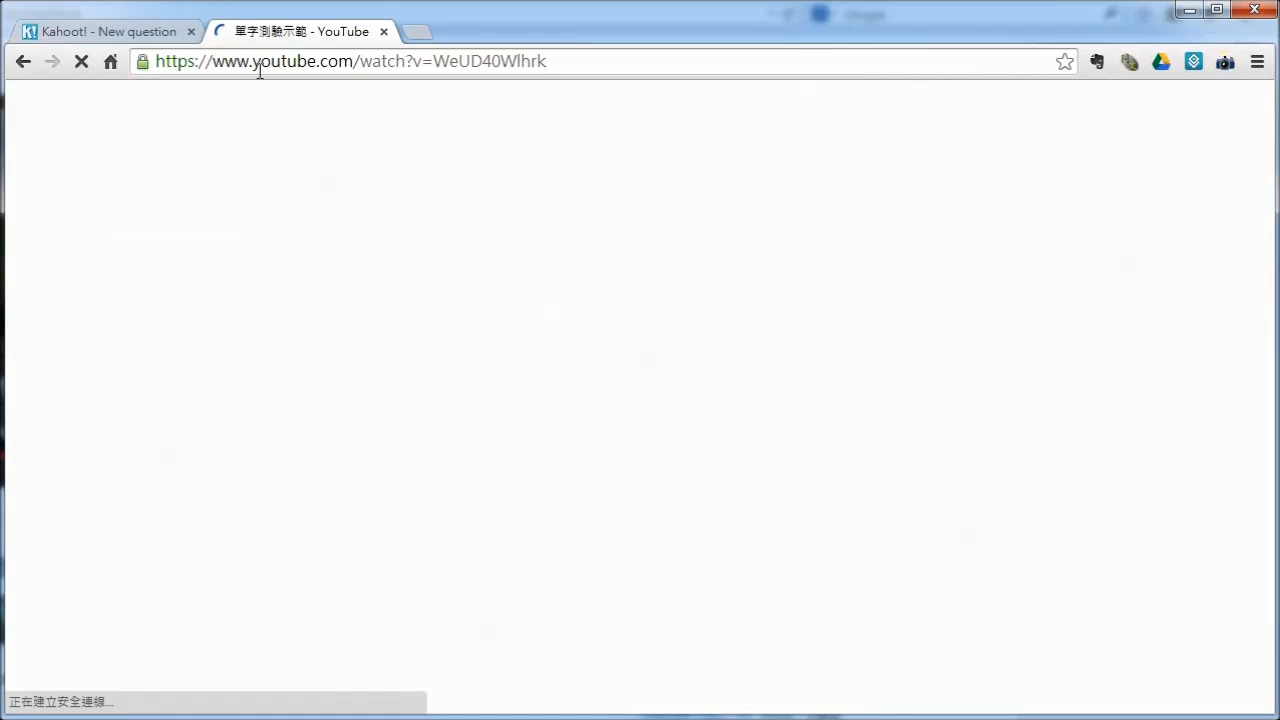 Kahoot! - New question
單字測驗示範 - YouTube
https://www.youtube.com/watch?v=WeUD40Wlhrk
正在建立安全連線...